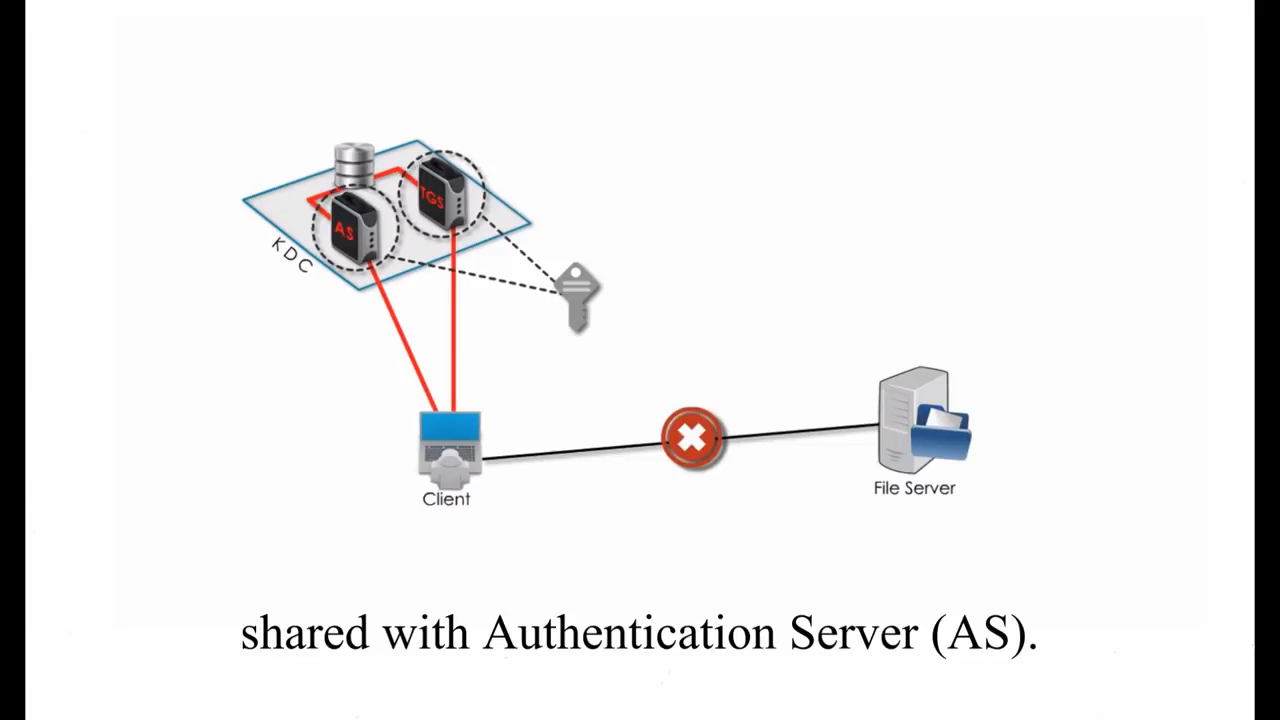 TGS
AS
KDC
Client
File Server
shared with Authentication Server (AS).